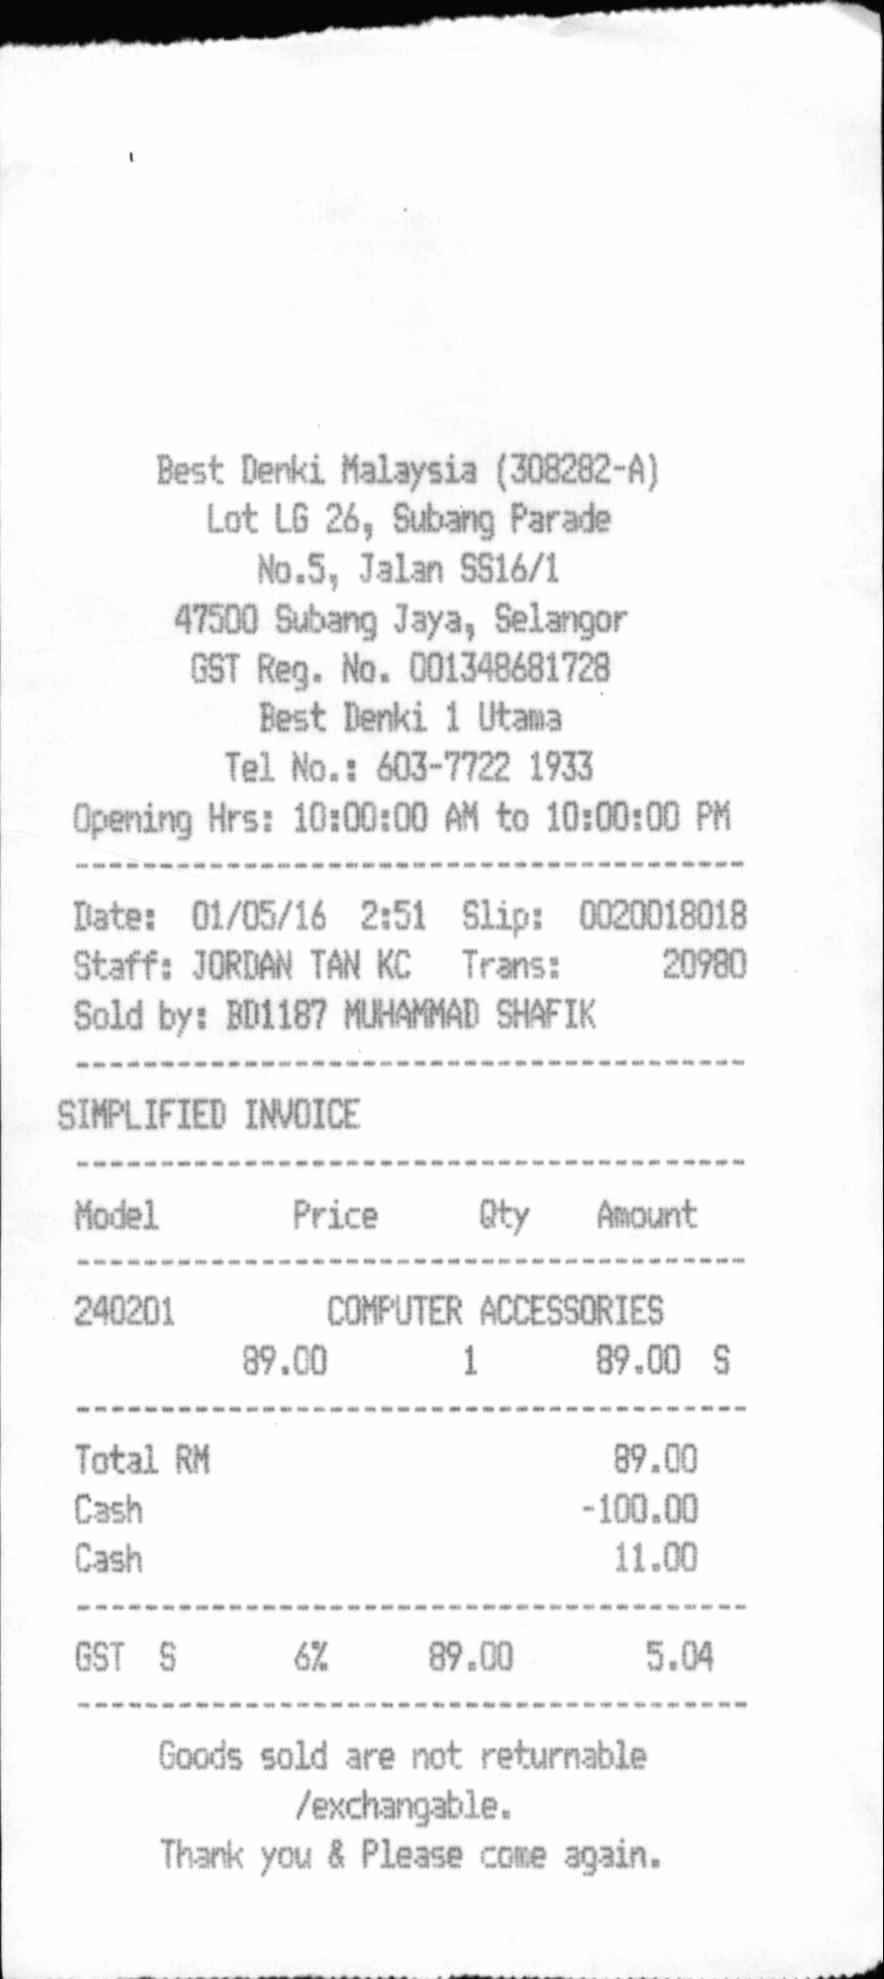 Best Denki Malaysia (308282-A)
Lot LG 26, Subang Parade
No.5, Jalan SS16/1
47500 Subang Jaya, Selangor
GST Reg. No. 001348681728
Best Denki 1 Utama
Tel No.: 603-7722 1933
Opening Hrs: 10:00:00 AM to 10:00:00 PM
----------------------------------------
Date: 01/05/16 2:51 Slip: 0020018018
Staff: JORDAN TAN KC Trans: 20980
Sold by: BD1187 MUHAMMAD SHAFIK
----------------------------------------
SIMPLIFIED INVOICE
----------------------------------------
Model Price Qty Amount
----------------------------------------
240201 COMPUTER ACCESSORIES
89.00 1 89.00 S
----------------------------------------
Total RM 89.00
Cash -100.00
Cash 11.00
----------------------------------------
GST S 6% 89.00 5.04
----------------------------------------
Goods sold are not returnable
/exchangable.
Thank you & Please come again.